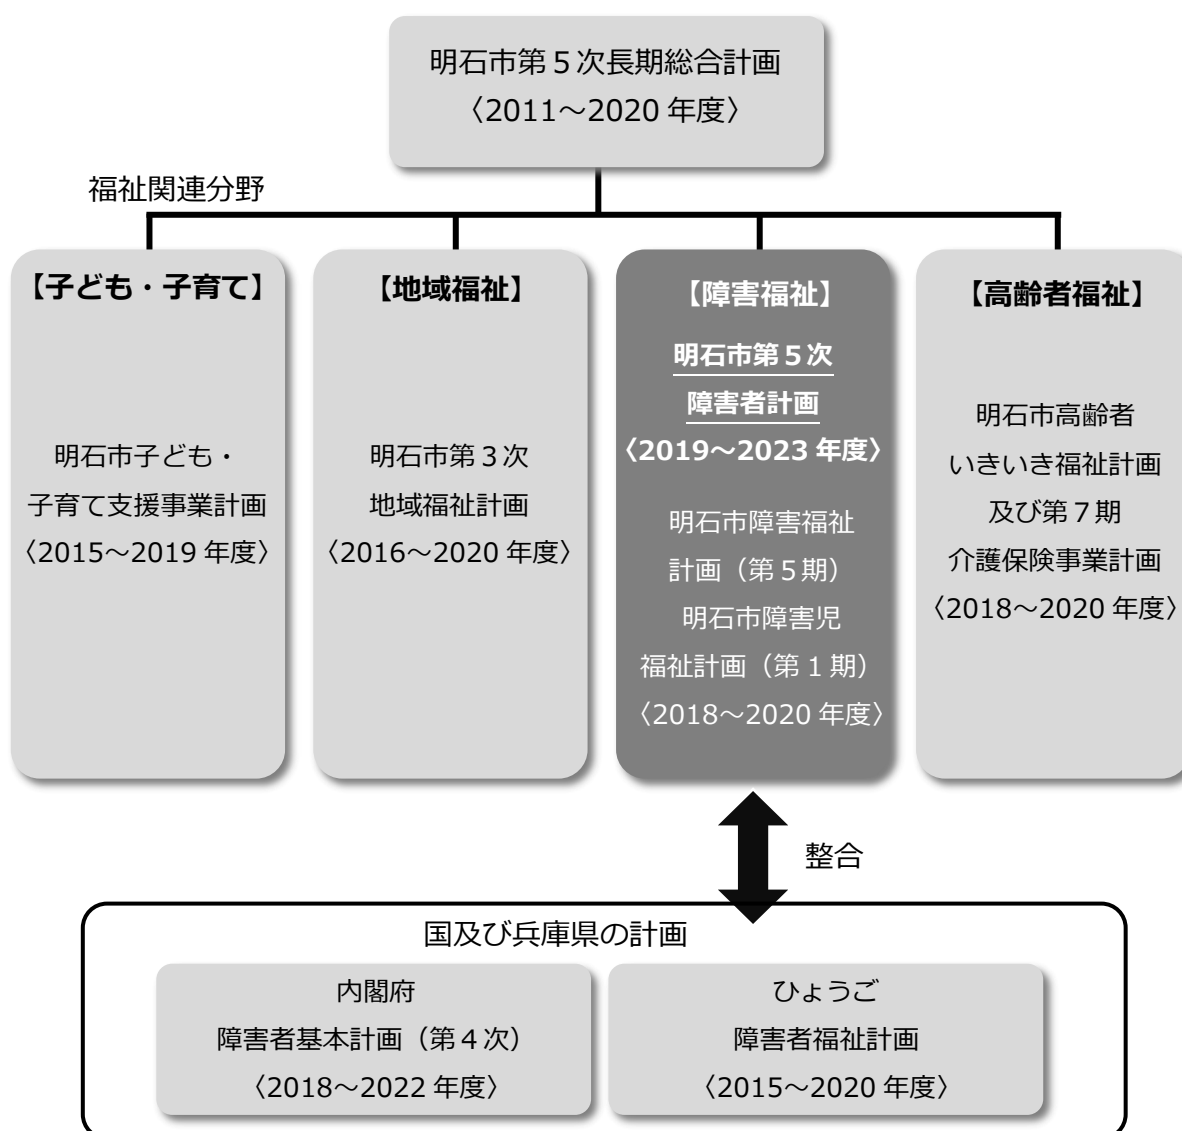 明石市第５次長期総合計画
〈2011～2020 年度〉
福祉関連分野
【子ども・子育て】
明石市子ども・
子育て支援事業計画
〈2015～2019 年度〉
【地域福祉】
明石市第３次
地域福祉計画
〈2016～2020 年度〉
【障害福祉】
明石市第５次
障害者計画
〈2019～2023 年度〉
明石市障害福祉
計画（第５期）
明石市障害児
福祉計画（第１期）
〈2018～2020 年度〉
【高齢者福祉】
明石市高齢者
いきいき福祉計画
及び第７期
介護保険事業計画
〈2018～2020 年度〉
整合
国及び兵庫県の計画
内閣府
障害者基本計画（第４次）
〈2018～2022 年度〉
ひょうご
障害者福祉計画
〈2015～2020 年度〉